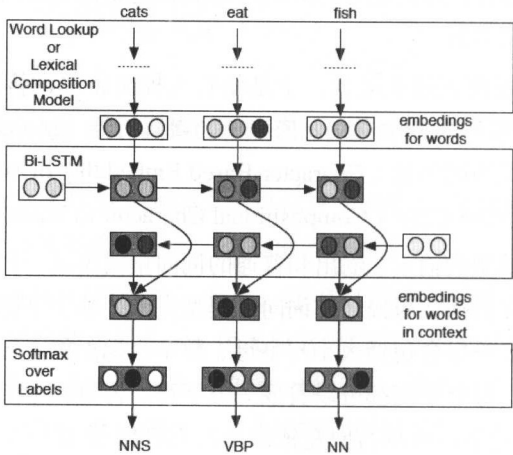 cats eat fish
Word Lookup
or
Lexical
Composition
Model
embedings
for words
Bi-LSTM
embedings
for words
in context
Softmax
over
Labels
NNS VBP NN